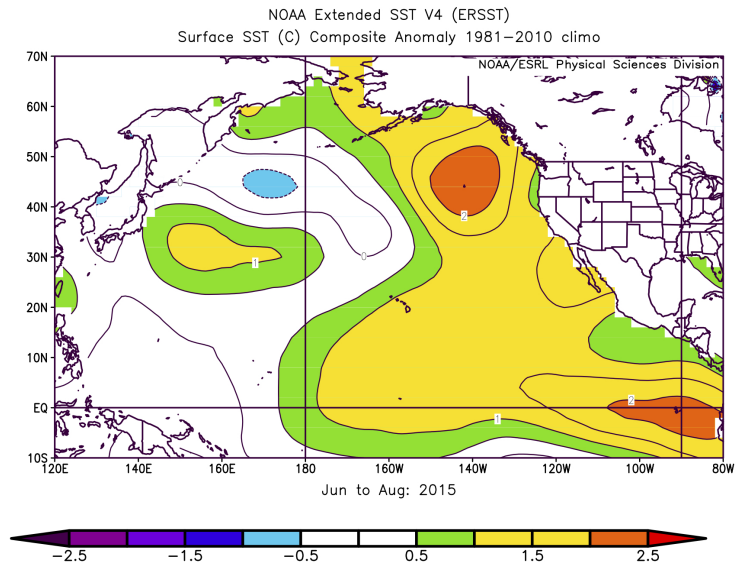 NOAA Extended SST V4 (ERSST)
Surface SST (C) Composite Anomaly 1981-2010 climo
NOAA/ESRL Physical Sciences Division
70N
60N
50N
40N
30N
20N
10N
EQ
10S
0
2
1
0
2
1
120E 140E 160E 180 160W 140W 120W 100W 80W
Jun to Aug: 2015
-2.5 -1.5 -0.5 0.5 1.5 2.5